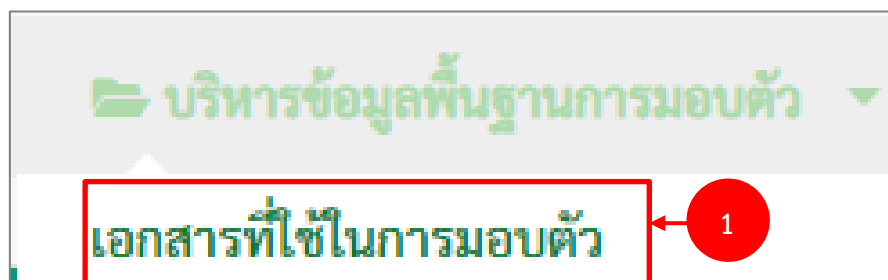 บริหารข้อมูลพื้นฐานการมอบตัว
เอกสารที่ใช้ในการมอบตัว
1